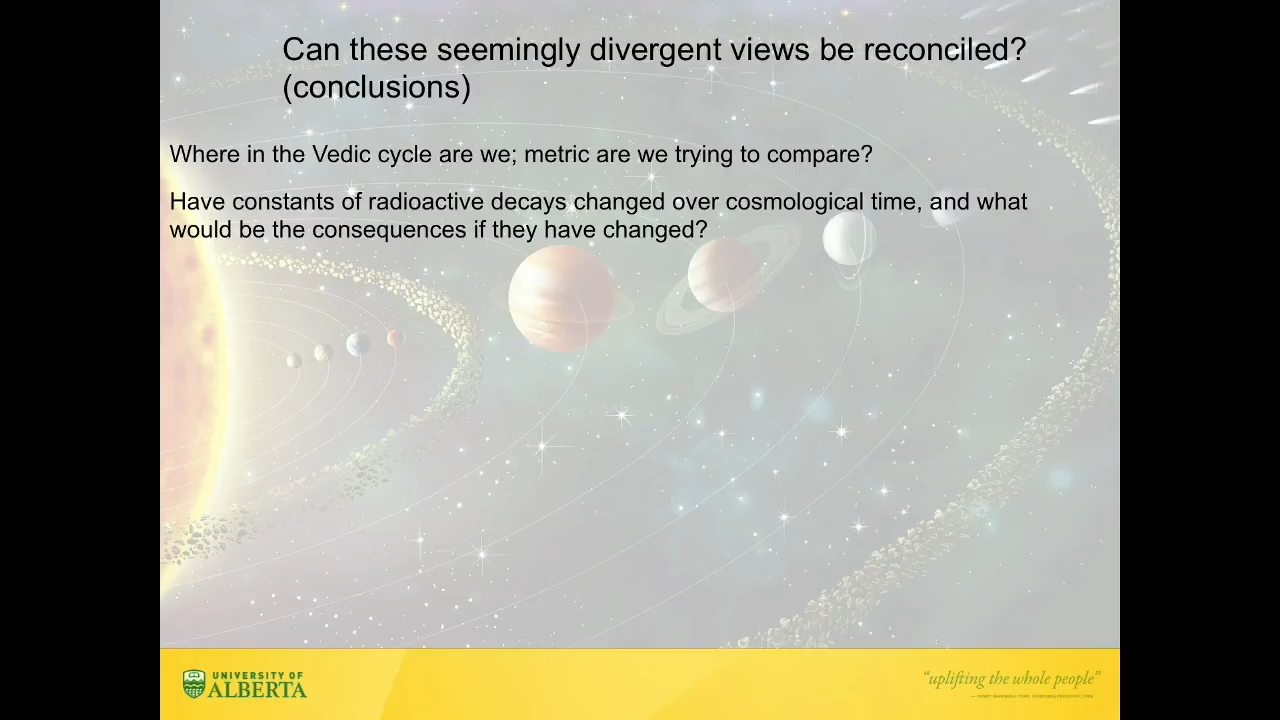 Can these seemingly divergent views be reconciled?
(conclusions)
Where in the Vedic cycle are we; metric are we trying to compare?
Have constants of radioactive decays changed over cosmological time, and what
would be the consequences if they have changed?
UNIVERSITY OF
ALBERTA
“uplifting the whole people”